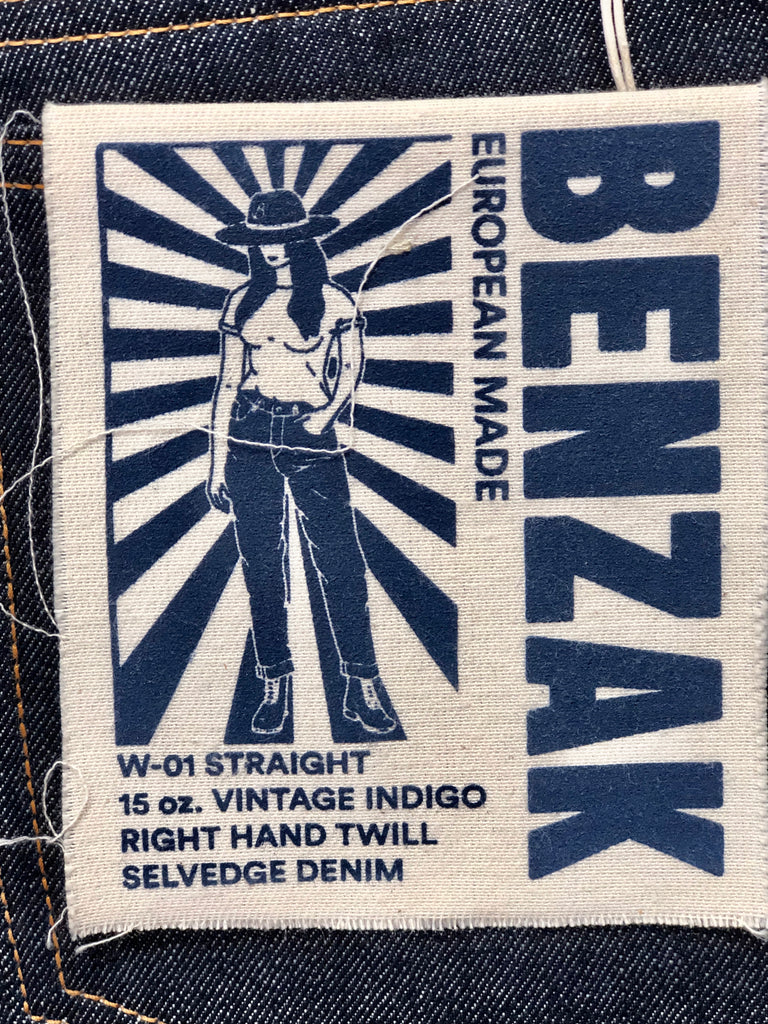 BENZAK
EUROPEAN MADE
W-01 STRAIGHT
15 oz. VINTAGE INDIGO
RIGHT HAND TWILL
SELVEDGE DENIM